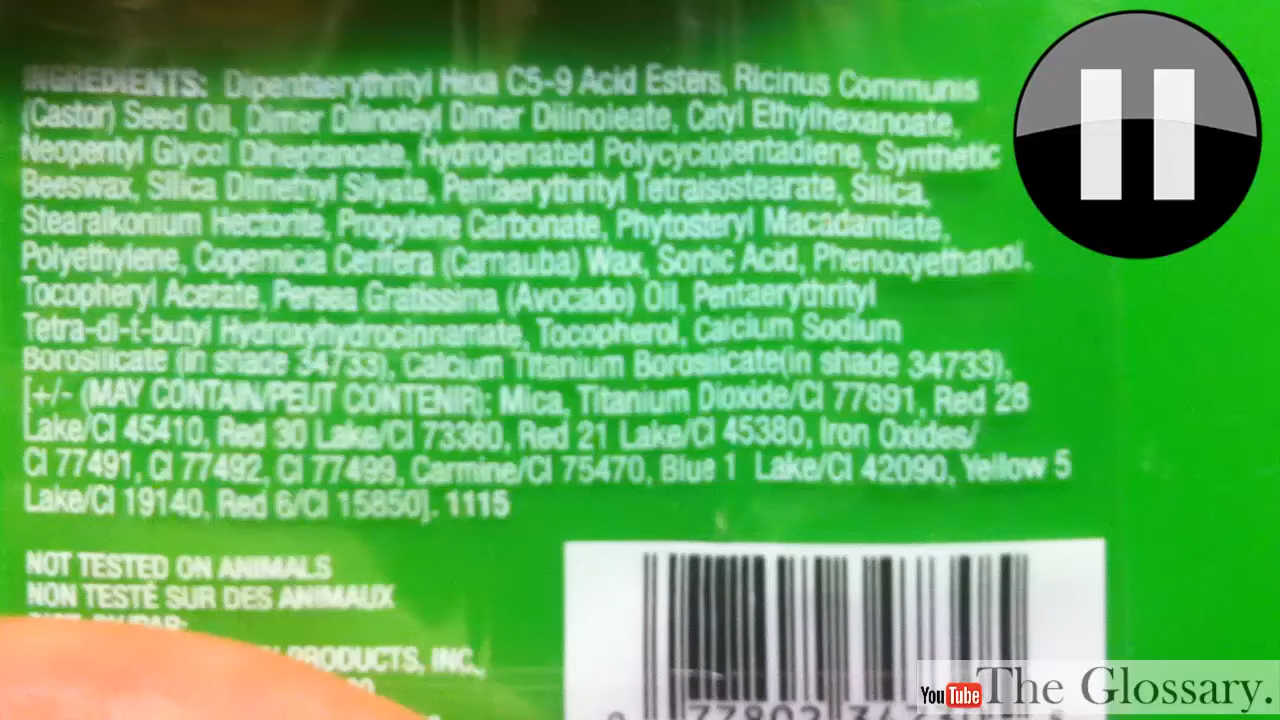 INGREDIENTS: Dipentaerythrityl Hexa C5-9 Acid Esters, Ricinus Communis
(Castor) Seed Oil, Dimer Dilinoleyl Dimer Dilinoleate, Cetyl Ethylhexanoate,
Neopentyl Glycol Diheptanoate, Hydrogenated Polycyclopentadiene, Synthetic
Beeswax, Silica Dimethyl Silyate, Pentaerythrityl Tetraisostearate, Silica,
Stearalkonium Hectorite, Propylene Carbonate, Phytosteryl Macadamiate,
Polyethylene, Copernicia Cerifera (Carnauba) Wax, Sorbic Acid, Phenoxyethanol,
Tocopheryl Acetate, Persea Gratissima (Avocado) Oil, Pentaerythrityl
Tetra-di-t-butyl Hydroxyhydrocinnamate, Tocopherol, Calcium Sodium
Borosilicate (in shade 34733), Calcium Titanium Borosilicate(in shade 34733),
[+/- (MAY CONTAIN/PEUT CONTENIR): Mica, Titanium Dioxide/CI 77891, Red 28
Lake/CI 45410, Red 30 Lake/CI 73360, Red 21 Lake/CI 45380, Iron Oxides/
CI 77491, CI 77492, CI 77499, Carmine/CI 75470, Blue 1 Lake/CI 42090, Yellow 5
Lake/CI 19140, Red 6/CI 15850]. 1115
NOT TESTED ON ANIMALS
NON TESTÉ SUR DES ANIMAUX
PRODUCTS, INC.,
77802
YouTube The Glossary.